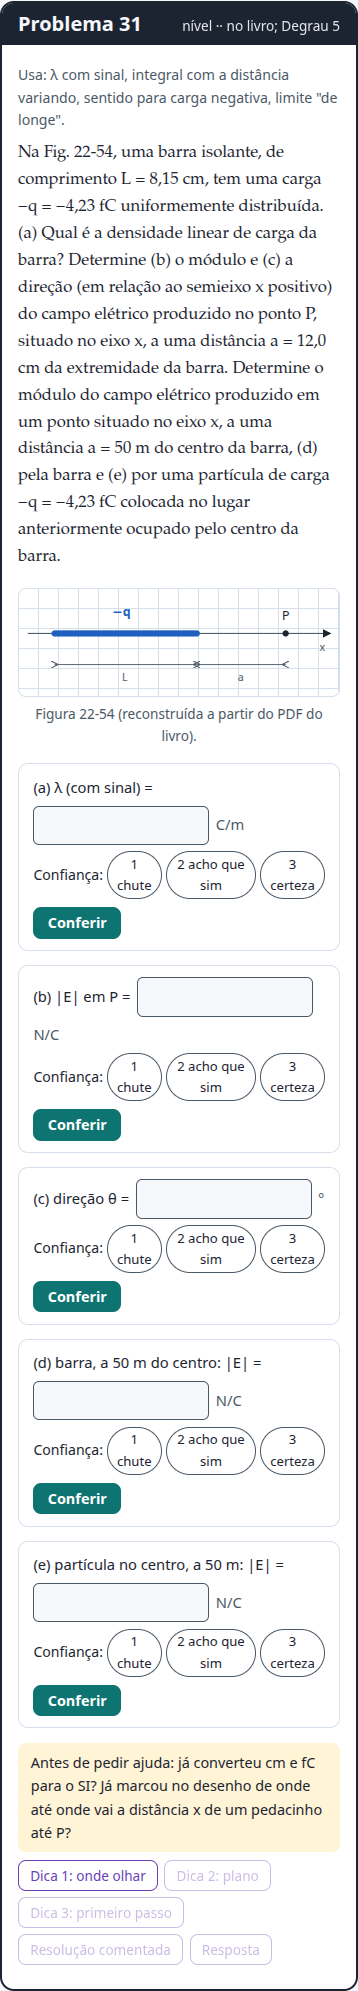 Problema 31
nível ·· no livro; Degrau 5
Usa: λ com sinal, integral com a distância
variando, sentido para carga negativa, limite "de
longe".
Na Fig. 22-54, uma barra isolante, de
comprimento L = 8,15 cm, tem uma carga
−q = −4,23 fC uniformemente distribuída.
(a) Qual é a densidade linear de carga da
barra? Determine (b) o módulo e (c) a
direção (em relação ao semieixo x positivo)
do campo elétrico produzido no ponto P,
situado no eixo x, a uma distância a = 12,0
cm da extremidade da barra. Determine o
módulo do campo elétrico produzido em
um ponto situado no eixo x, a uma
distância a = 50 m do centro da barra, (d)
pela barra e (e) por uma partícula de carga
−q = −4,23 fC colocada no lugar
anteriormente ocupado pelo centro da
barra.
−q
P
x
L
a
Figura 22-54 (reconstruída a partir do PDF do
livro).
(a) λ (com sinal) =
C/m
Confiança:
1
chute
2 acho que
sim
3
certeza
Conferir
(b) |E| em P =
N/C
Confiança:
1
chute
2 acho que
sim
3
certeza
Conferir
(c) direção θ =
°
Confiança:
1
chute
2 acho que
sim
3
certeza
Conferir
(d) barra, a 50 m do centro: |E| =
N/C
Confiança:
1
chute
2 acho que
sim
3
certeza
Conferir
(e) partícula no centro, a 50 m: |E| =
N/C
Confiança:
1
chute
2 acho que
sim
3
certeza
Conferir
Antes de pedir ajuda: já converteu cm e fC
para o SI? Já marcou no desenho de onde
até onde vai a distância x de um pedacinho
até P?
Dica 1: onde olhar
Dica 2: plano
Dica 3: primeiro passo
Resolução comentada
Resposta